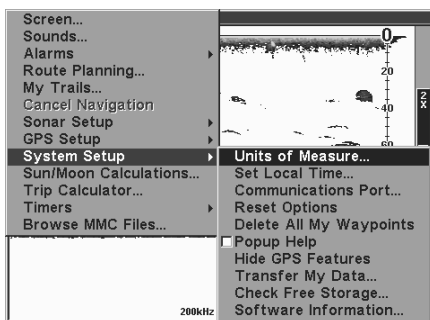 Screen...
Sounds...
Alarms
Route Planning...
My Trails...
Cancel Navigation
Sonar Setup
GPS Setup
System Setup
Sun/Moon Calculations...
Trip Calculator...
Timers
Browse MMC Files...
0
20
40
60
2X
Units of Measure...
Set Local Time...
Communications Port...
Reset Options
Delete All My Waypoints
Popup Help
Hide GPS Features
Transfer My Data...
Check Free Storage...
Software Information...
200kHz